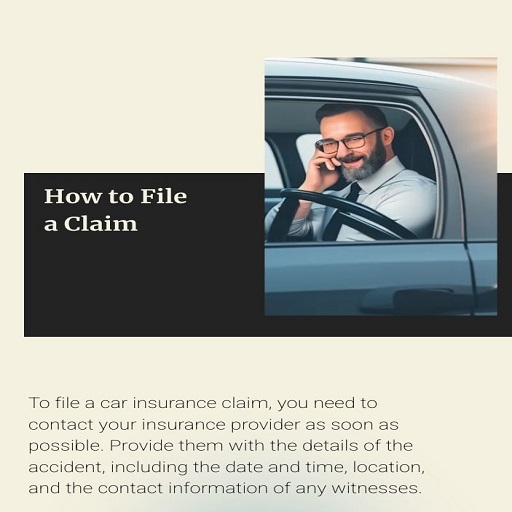 How to File
a Claim
To file a car insurance claim, you need to
contact your insurance provider as soon as
possible. Provide them with the details of the
accident, including the date and time, location,
and the contact information of any witnesses.